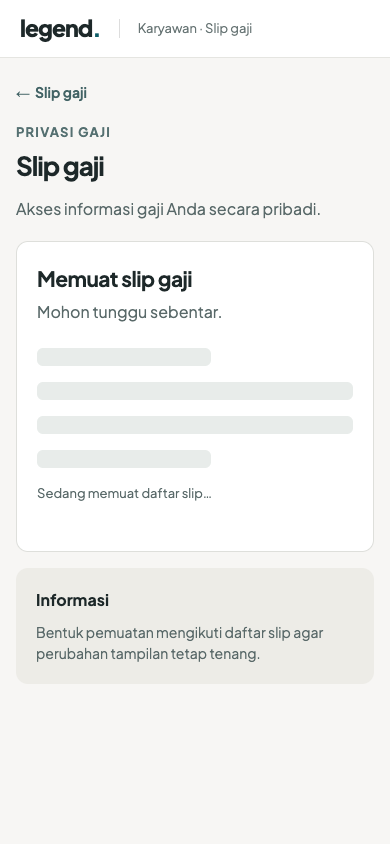 legend.
Karyawan · Slip gaji
← Slip gaji
PRIVASI GAJI
Slip gaji
Akses informasi gaji Anda secara pribadi.
Memuat slip gaji
Mohon tunggu sebentar.
Sedang memuat daftar slip…
Informasi
Bentuk pemuatan mengikuti daftar slip agar
perubahan tampilan tetap tenang.